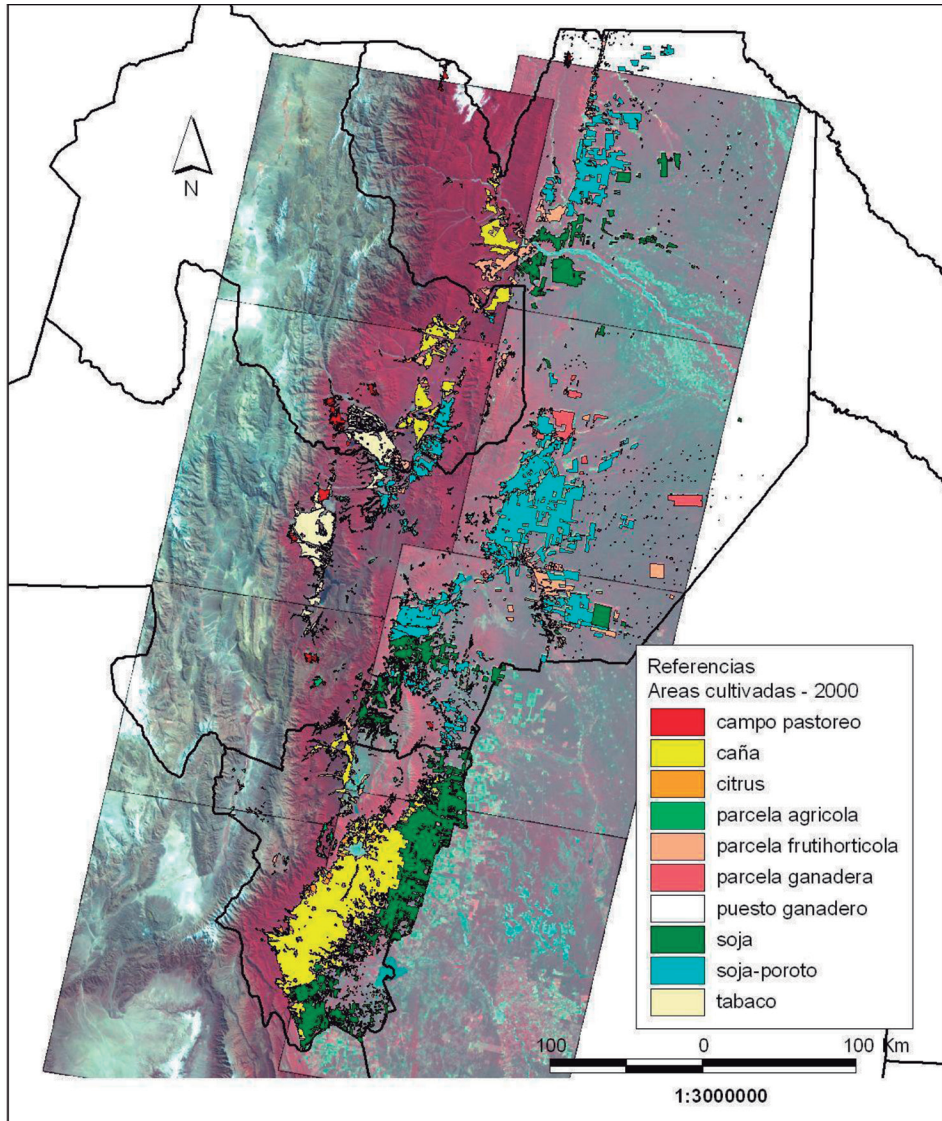 N
Referencias
Areas cultivadas - 2000
campo pastoreo
caña
citrus
parcela agricola
parcela frutihorticola
parcela ganadera
puesto ganadero
soja
soja-poroto
tabaco
100 0 100 Km
1:3000000